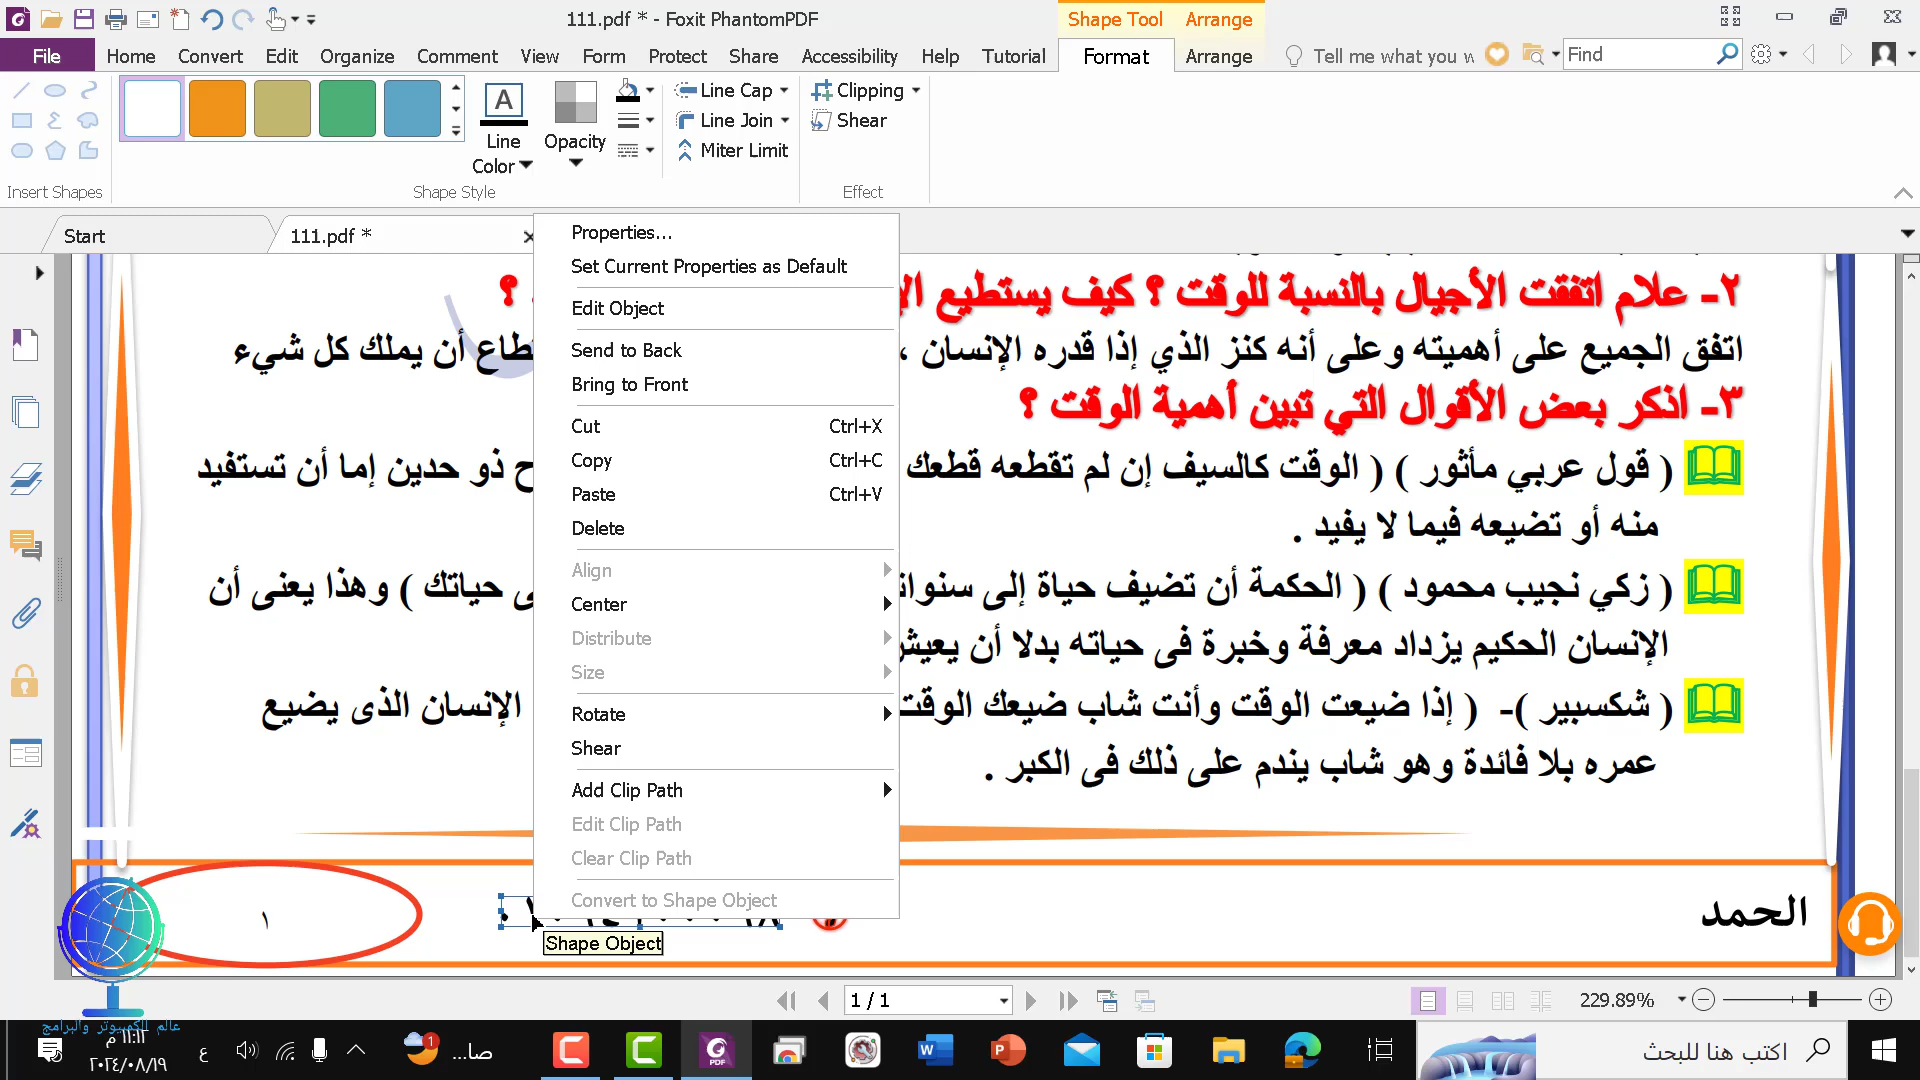 111.pdf * - Foxit PhantomPDF
Shape Tool Arrange
File Home Convert Edit Organize Comment View Form Protect Share Accessibility Help Tutorial Format Arrange Tell me what you w Find
Line Color
Opacity
Line Cap
Line Join
Miter Limit
Clipping
Shear
Insert Shapes
Shape Style
Effect
Start
111.pdf *
Properties...
Set Current Properties as Default
Edit Object
Send to Back
Bring to Front
Cut Ctrl+X
Copy Ctrl+C
Paste Ctrl+V
Delete
Align
Center
Distribute
Size
Rotate
Shear
Add Clip Path
Edit Clip Path
Clear Clip Path
Convert to Shape Object
Shape Object
٢- علام اتفقت الأجيال بالنسبة للوقت ؟ كيف يستطيع ؟
اتفق الجميع على أهميته وعلى أنه كنز الذي إذا قدره الإنسان ، أن يملك كل شيء
٣- اذكر بعض الأقوال التي تبين أهمية الوقت ؟
( قول عربي مأثور ) ( الوقت كالسيف إن لم تقطعه قطعك ذو حدين إما أن تستفيد
منه أو تضيعه فيما لا يفيد .
( زكي نجيب محمود ) ( الحكمة أن تضيف حياة إلى حياتك ) وهذا يعنى أن
الإنسان الحكيم يزداد معرفة وخبرة فى حياته بدلا أن
( شكسبير )- ( إذا ضيعت الوقت وأنت شاب ضيعك الوقت الإنسان الذى يضيع
عمره بلا فائدة وهو شاب يندم على ذلك فى الكبر .
الحمد
١
عالم الكمبيوتر والبرامج
1 / 1
229.89%
١١:١٢ م
٢٠٢٤/٠٨/١٩
ع
1
صا...
PDF
اكتب هنا للبحث